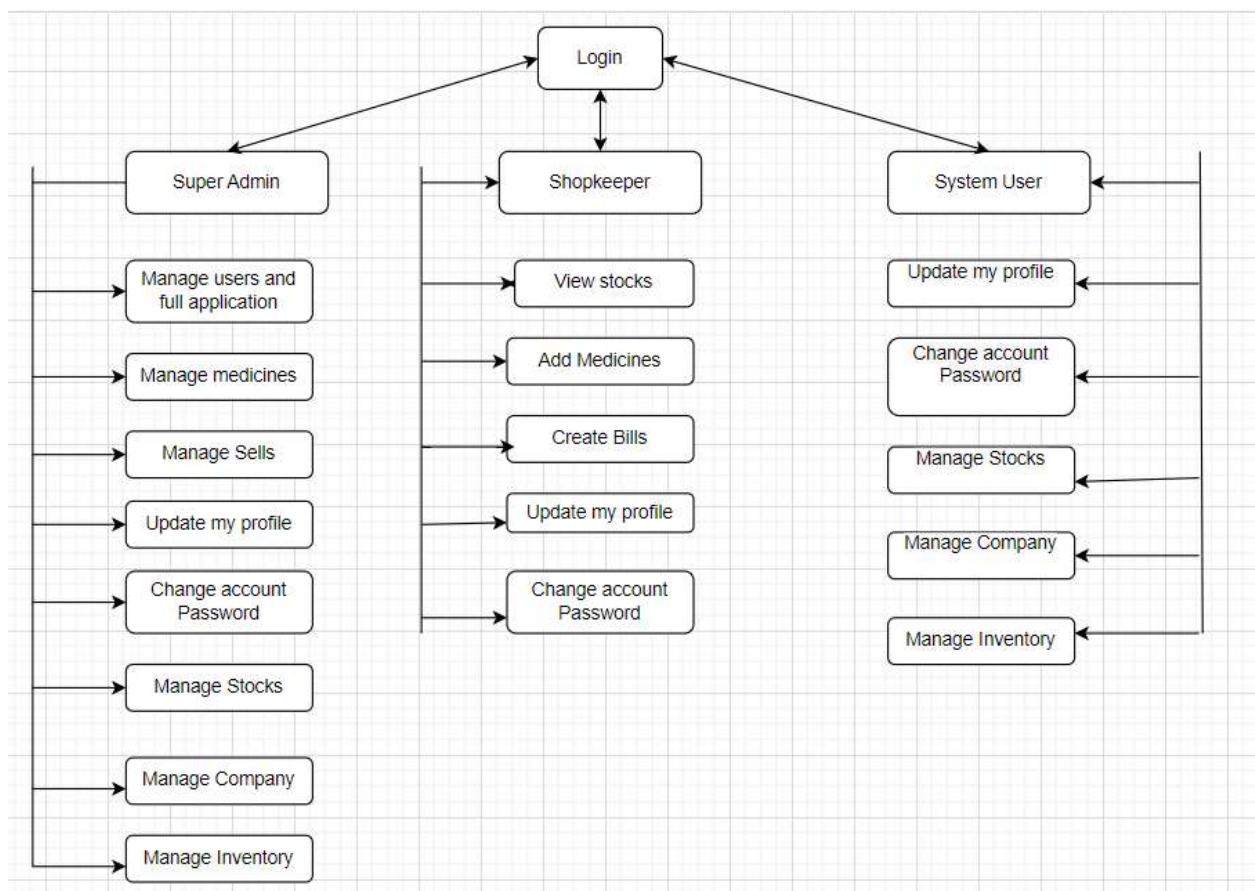 Login
Super Admin
Shopkeeper
System User
Manage users and
full application
Manage medicines
Manage Sells
Update my profile
Change account
Password
Manage Stocks
Manage Company
Manage Inventory
View stocks
Add Medicines
Create Bills
Update my profile
Change account
Password
Update my profile
Change account
Password
Manage Stocks
Manage Company
Manage Inventory